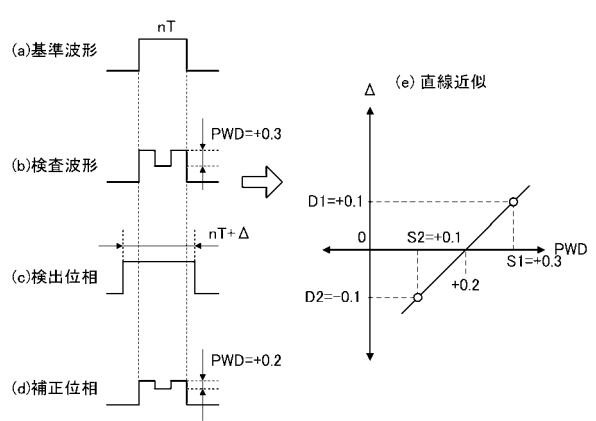 nT
(a)基準波形
PWD=+0.3
(b)検査波形
nT+Δ
(c)検出位相
PWD=+0.2
(d)補正位相
(e) 直線近似
Δ
D1=+0.1
0
S2=+0.1
PWD
S1=+0.3
+0.2
D2=-0.1